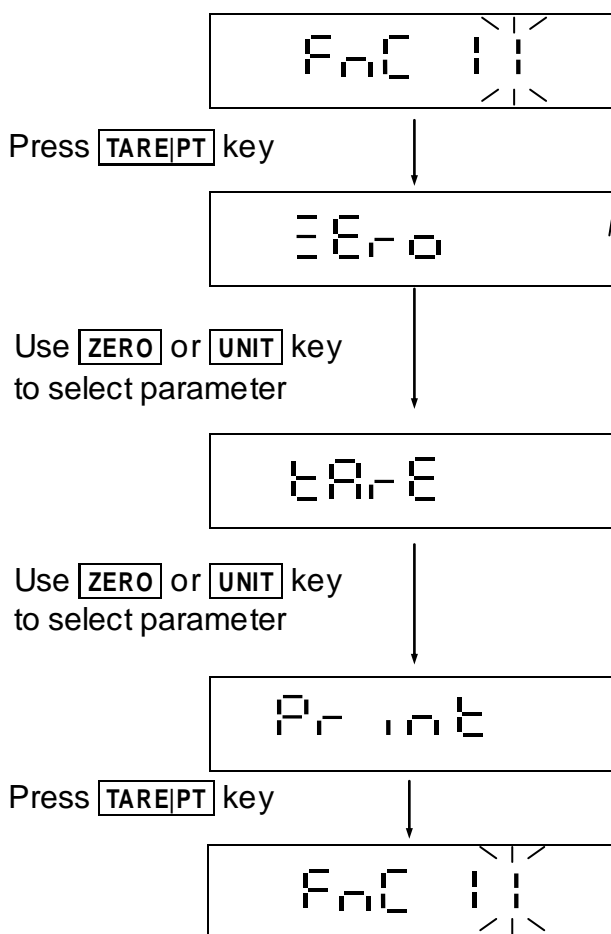 FnC 11
Press TARE|PT key
ZEro
Use ZERO or UNIT key
to select parameter
tArE
Use ZERO or UNIT key
to select parameter
Print
Press TARE|PT key
FnC 11